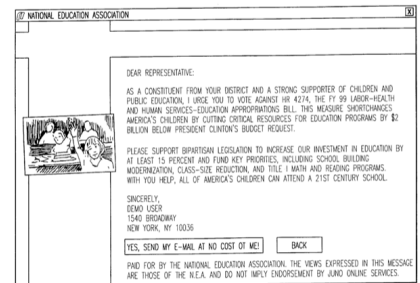 NATIONAL EDUCATION ASSOCIATION
X
DEAR REPRESENTATIVE:
AS A CONSTITUENT FROM YOUR DISTRICT AND A STRONG SUPPORTER OF CHILDREN AND
PUBLIC EDUCATION, I URGE YOU TO VOTE AGAINST HR 4274, THE FY 99 LABOR-HEALTH
AND HUMAN SERVICES-EDUCATION APPROPRIATIONS BILL. THIS MEASURE SHORTCHANGES
AMERICA'S CHILDREN BY CUTTING CRITICAL RESOURCES FOR EDUCATION PROGRAMS BY $2
BILLION BELOW PRESIDENT CLINTON'S BUDGET REQUEST.
PLEASE SUPPORT BIPARTISAN LEGISLATION TO INCREASE OUR INVESTMENT IN EDUCATION BY
AT LEAST 15 PERCENT AND FUND KEY PRIORITIES, INCLUDING SCHOOL BUILDING
MODERNIZATION, CLASS-SIZE REDUCTION, AND TITLE I MATH AND READING PROGRAMS.
WITH YOU HELP, ALL OF AMERICA'S CHILDREN CAN ATTEND A 21ST CENTURY SCHOOL.
SINCERELY,
DEMO USER
1540 BROADWAY
NEW YORK, NY 10036
YES, SEND MY E-MAIL AT NO COST OT ME!
BACK
PAID FOR BY THE NATIONAL EDUCATION ASSOCIATION. THE VIEWS EXPRESSED IN THIS MESSAGE
ARE THOSE OF THE N.E.A. AND DO NOT IMPLY ENDORSEMENT BY JUNO ONLINE SERVICES.